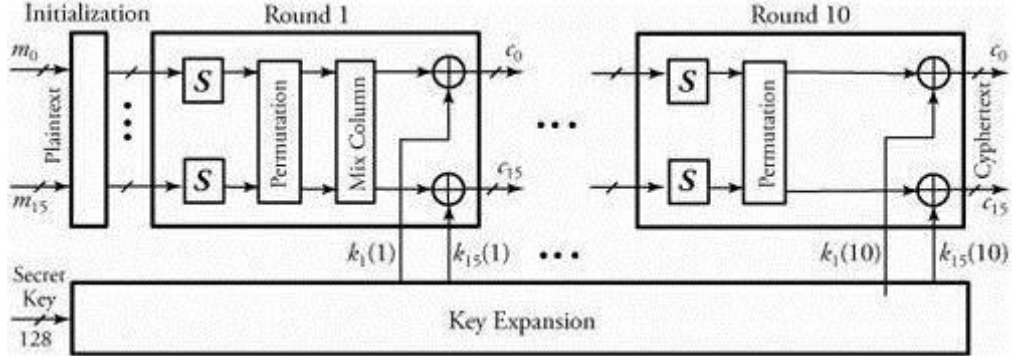 Initialization
Round 1
Round 10
m0
Plaintext
m15
S
S
Permutation
Mix Column
c0
c15
S
S
Permutation
c0
Cyphertext
c15
k1(1)
k15(1)
k1(10)
k15(10)
Secret
Key
128
Key Expansion